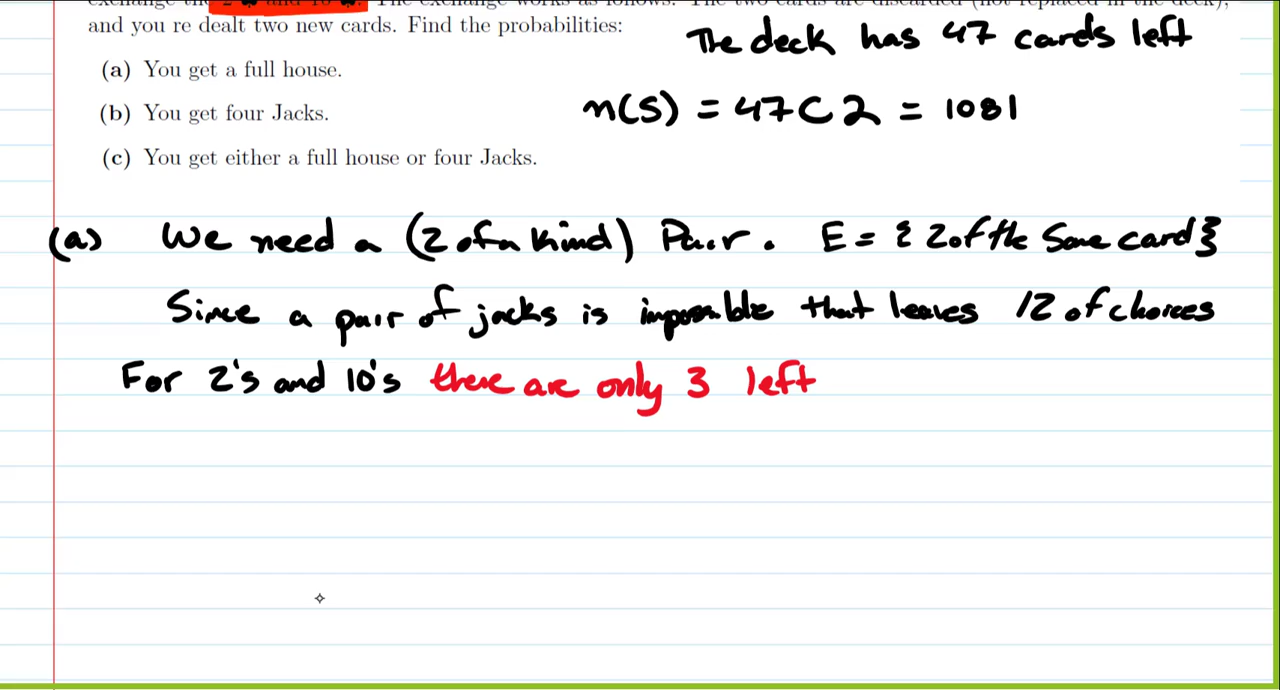 and you re dealt two new cards. Find the probabilities:
The deck has 47 cards left
(a) You get a full house.
(b) You get four Jacks.
n(S) = 47C2 = 1081
(c) You get either a full house or four Jacks.
(a) We need a (2 of a kind) Pair. E = { 2 of the Same card}
Since a pair of jacks is impossible that leaves 12 of choices
For 2's and 10's there are only 3 left